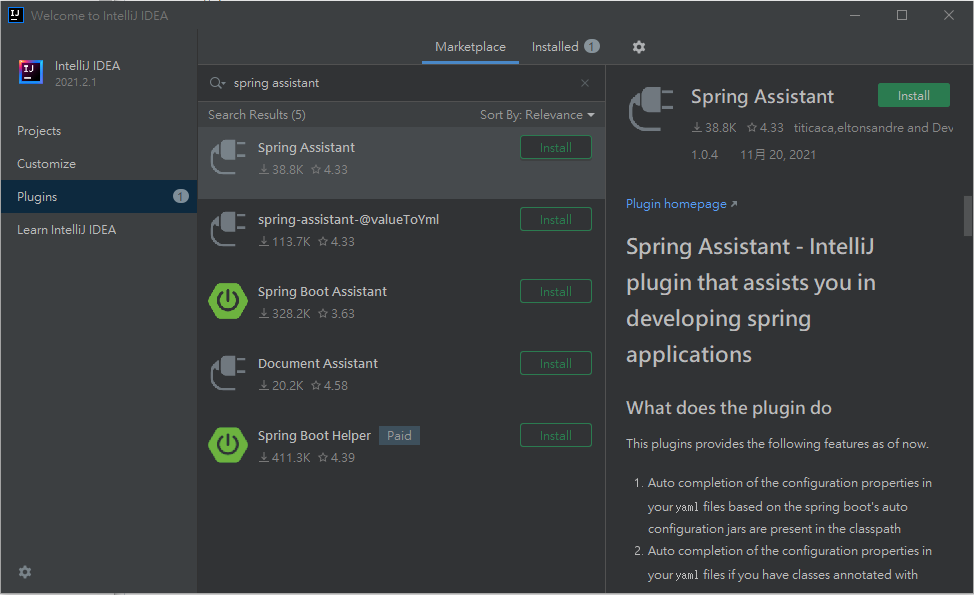 Welcome to IntelliJ IDEA
IntelliJ IDEA
2021.2.1
Projects
Customize
Plugins 1
Learn IntelliJ IDEA
Marketplace Installed 1
spring assistant
Search Results (5) Sort By: Relevance
Spring Assistant Install
38.8K 4.33
spring-assistant-@valueToYml Install
113.7K 4.33
Spring Boot Assistant Install
328.2K 3.63
Document Assistant Install
20.2K 4.58
Spring Boot Helper Paid Install
411.3K 4.39
Spring Assistant Install
38.8K 4.33 titicaca,eltonsandre and Dev
1.0.4 11月 20, 2021
Plugin homepage
Spring Assistant - IntelliJ
plugin that assists you in
developing spring
applications
What does the plugin do
This plugins provides the following features as of now.
1. Auto completion of the configuration properties in
your yaml files based on the spring boot's auto
configuration jars are present in the classpath
2. Auto completion of the configuration properties in
your yaml files if you have classes annotated with